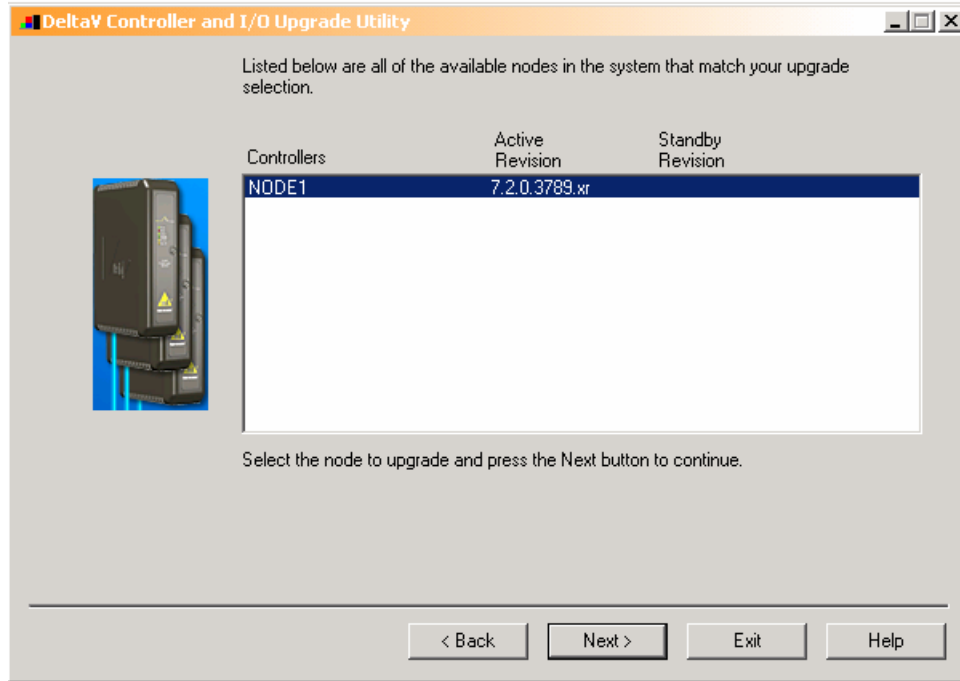 DeltaV Controller and I/O Upgrade Utility
Listed below are all of the available nodes in the system that match your upgrade
selection.
Active Standby
Controllers Revision Revision
NODE1 7.2.0.3789.xr
Select the node to upgrade and press the Next button to continue.
< Back Next > Exit Help